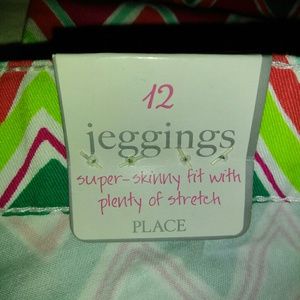 12
jeggings
super-skinny fit with
plenty of stretch
PLACE